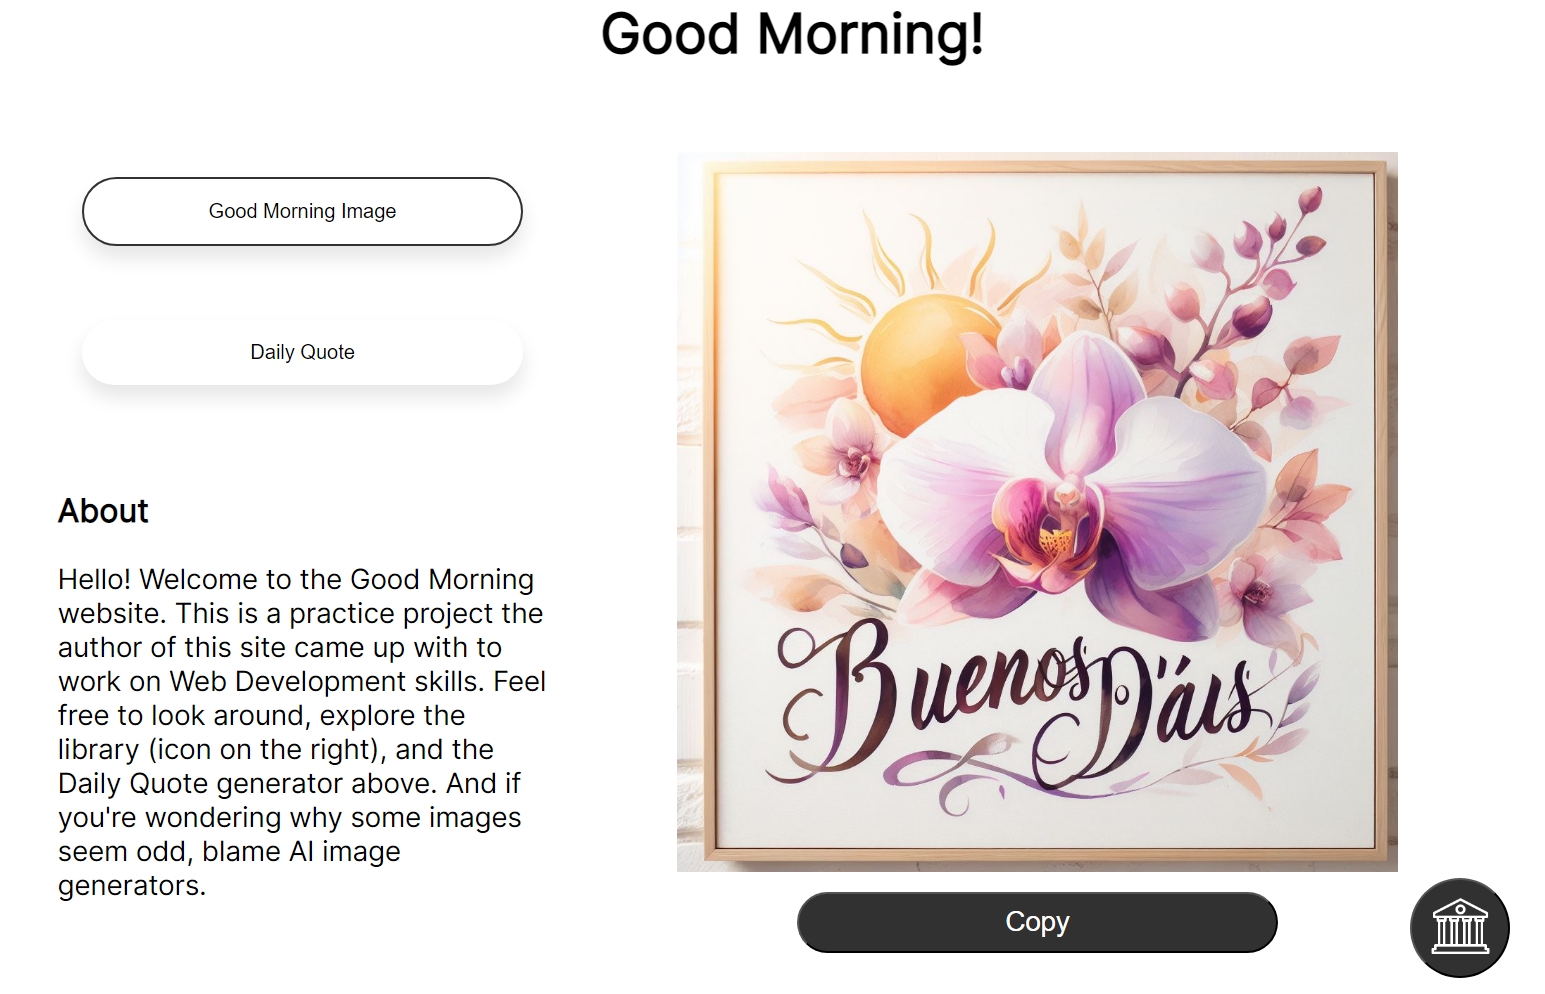 Good Morning!
Good Morning Image
Daily Quote
About
Hello! Welcome to the Good Morning
website. This is a practice project the
author of this site came up with to
work on Web Development skills. Feel
free to look around, explore the
library (icon on the right), and the
Daily Quote generator above. And if
you're wondering why some images
seem odd, blame AI image
generators.
Buenos D'áis
Copy